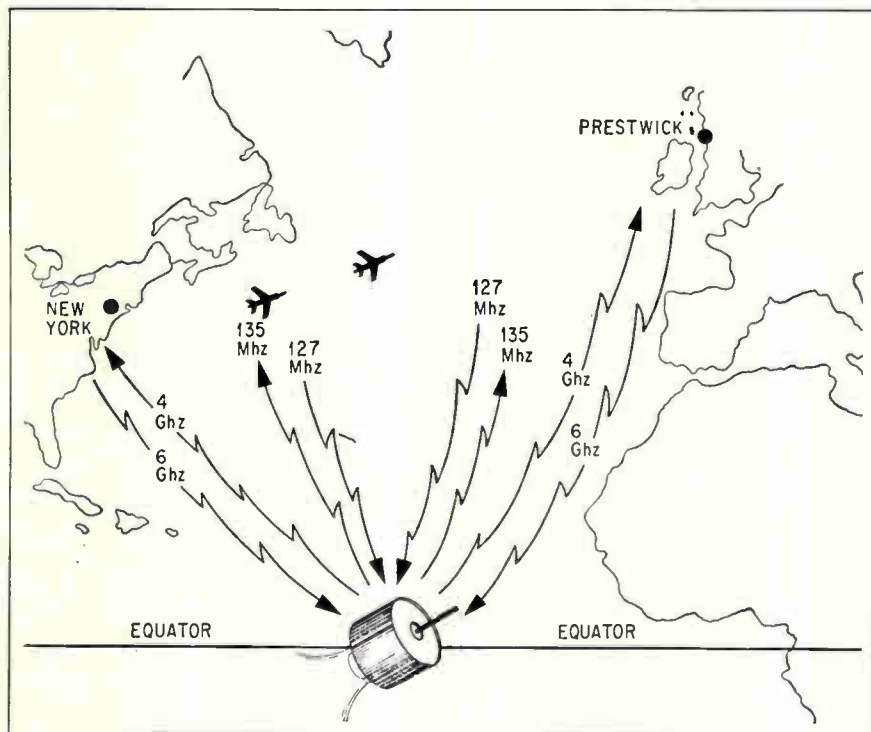 PRESTWICK
NEW
YORK
135
Mhz
127
Mhz
127
Mhz
135
Mhz
4
Ghz
6
Ghz
4
Ghz
6
Ghz
EQUATOR
EQUATOR